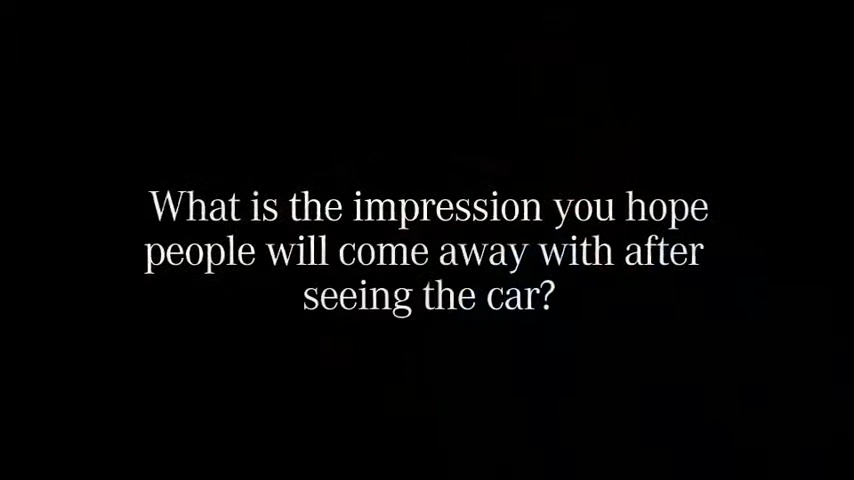 What is the impression you hope
people will come away with after
seeing the car?